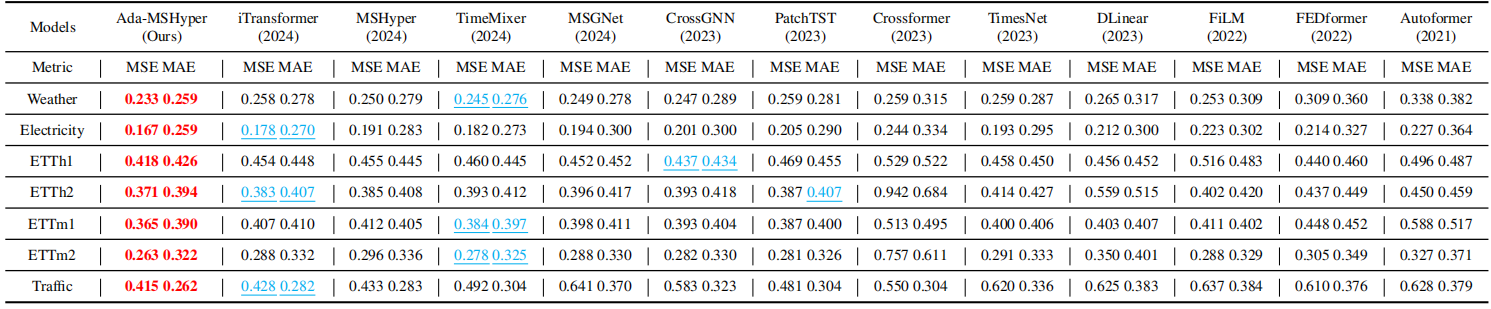 Models Ada-MSHyper (Ours) iTransformer (2024) MSHyper (2024) TimeMixer (2024) MSGNet (2024) CrossGNN (2023) PatchTST (2023) Crossformer (2023) TimesNet (2023) DLinear (2023) FiLM (2022) FEDformer (2022) Autoformer (2021)
Metric MSE MAE MSE MAE MSE MAE MSE MAE MSE MAE MSE MAE MSE MAE MSE MAE MSE MAE MSE MAE MSE MAE MSE MAE MSE MAE
Weather 0.233 0.259 0.258 0.278 0.250 0.279 0.245 0.276 0.249 0.278 0.247 0.289 0.259 0.281 0.259 0.315 0.259 0.287 0.265 0.317 0.253 0.309 0.309 0.360 0.338 0.382
Electricity 0.167 0.259 0.178 0.270 0.191 0.283 0.182 0.273 0.194 0.300 0.201 0.300 0.205 0.290 0.244 0.334 0.193 0.295 0.212 0.300 0.223 0.302 0.214 0.327 0.227 0.364
ETTh1 0.418 0.426 0.454 0.448 0.455 0.445 0.460 0.445 0.452 0.452 0.437 0.434 0.469 0.455 0.529 0.522 0.458 0.450 0.456 0.452 0.516 0.483 0.440 0.460 0.496 0.487
ETTh2 0.371 0.394 0.383 0.407 0.385 0.408 0.393 0.412 0.396 0.417 0.393 0.418 0.387 0.407 0.942 0.684 0.414 0.427 0.559 0.515 0.402 0.420 0.437 0.449 0.450 0.459
ETTm1 0.365 0.390 0.407 0.410 0.412 0.405 0.384 0.397 0.398 0.411 0.393 0.404 0.387 0.400 0.513 0.495 0.400 0.406 0.403 0.407 0.411 0.402 0.448 0.452 0.588 0.517
ETTm2 0.263 0.322 0.288 0.332 0.296 0.336 0.278 0.325 0.288 0.330 0.282 0.330 0.281 0.326 0.757 0.611 0.291 0.333 0.350 0.401 0.288 0.329 0.305 0.349 0.327 0.371
Traffic 0.415 0.262 0.428 0.282 0.433 0.283 0.492 0.304 0.641 0.370 0.583 0.323 0.481 0.304 0.550 0.304 0.620 0.336 0.625 0.383 0.637 0.384 0.610 0.376 0.628 0.379